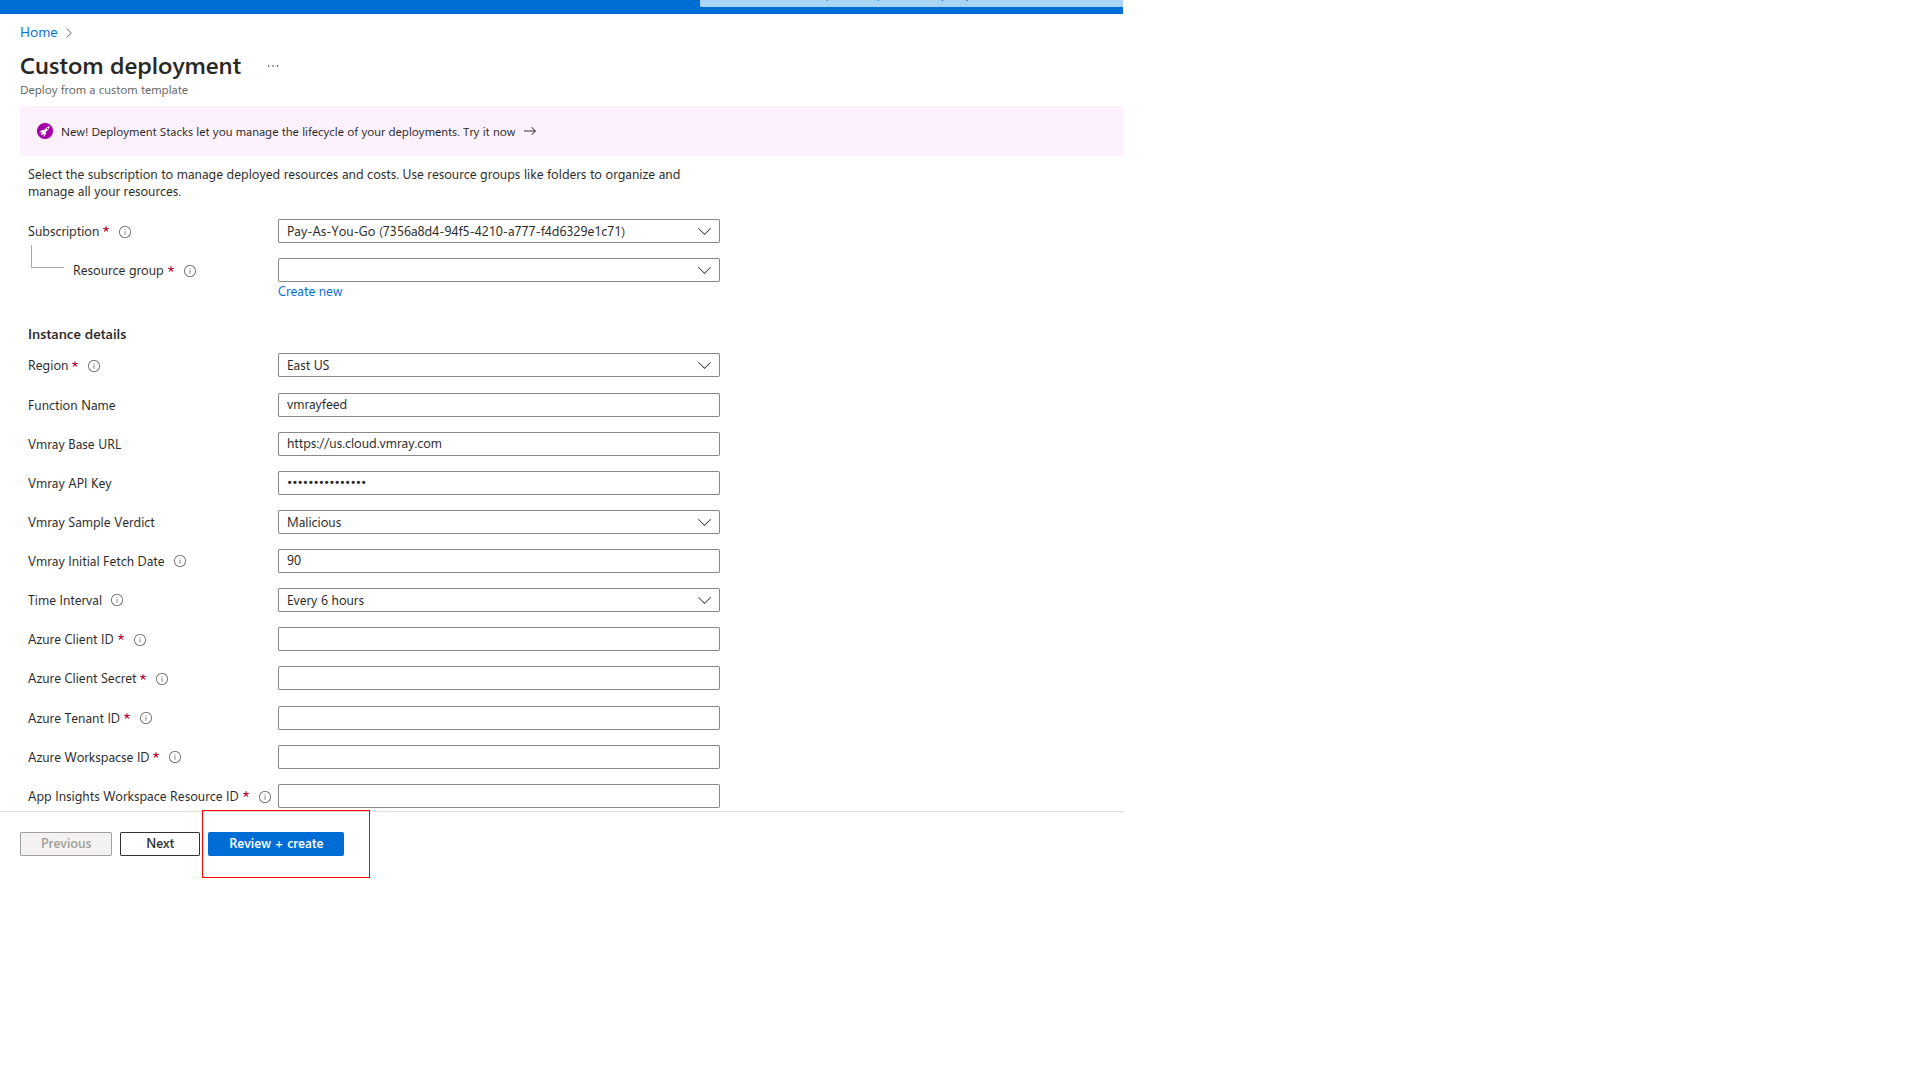 Home
Custom deployment ...
Deploy from a custom template
New! Deployment Stacks let you manage the lifecycle of your deployments. Try it now →
Select the subscription to manage deployed resources and costs. Use resource groups like folders to organize and
manage all your resources.
Subscription *
Pay-As-You-Go (7356a8d4-94f5-4210-a777-f4d6329e1c71)
Resource group *
Create new
Instance details
Region *
East US
Function Name
vmrayfeed
Vmray Base URL
https://us.cloud.vmray.com
Vmray API Key
•••••••••••••••
Vmray Sample Verdict
Malicious
Vmray Initial Fetch Date
90
Time Interval
Every 6 hours
Azure Client ID *
Azure Client Secret *
Azure Tenant ID *
Azure Workspacse ID *
App Insights Workspace Resource ID *
Previous
Next
Review + create